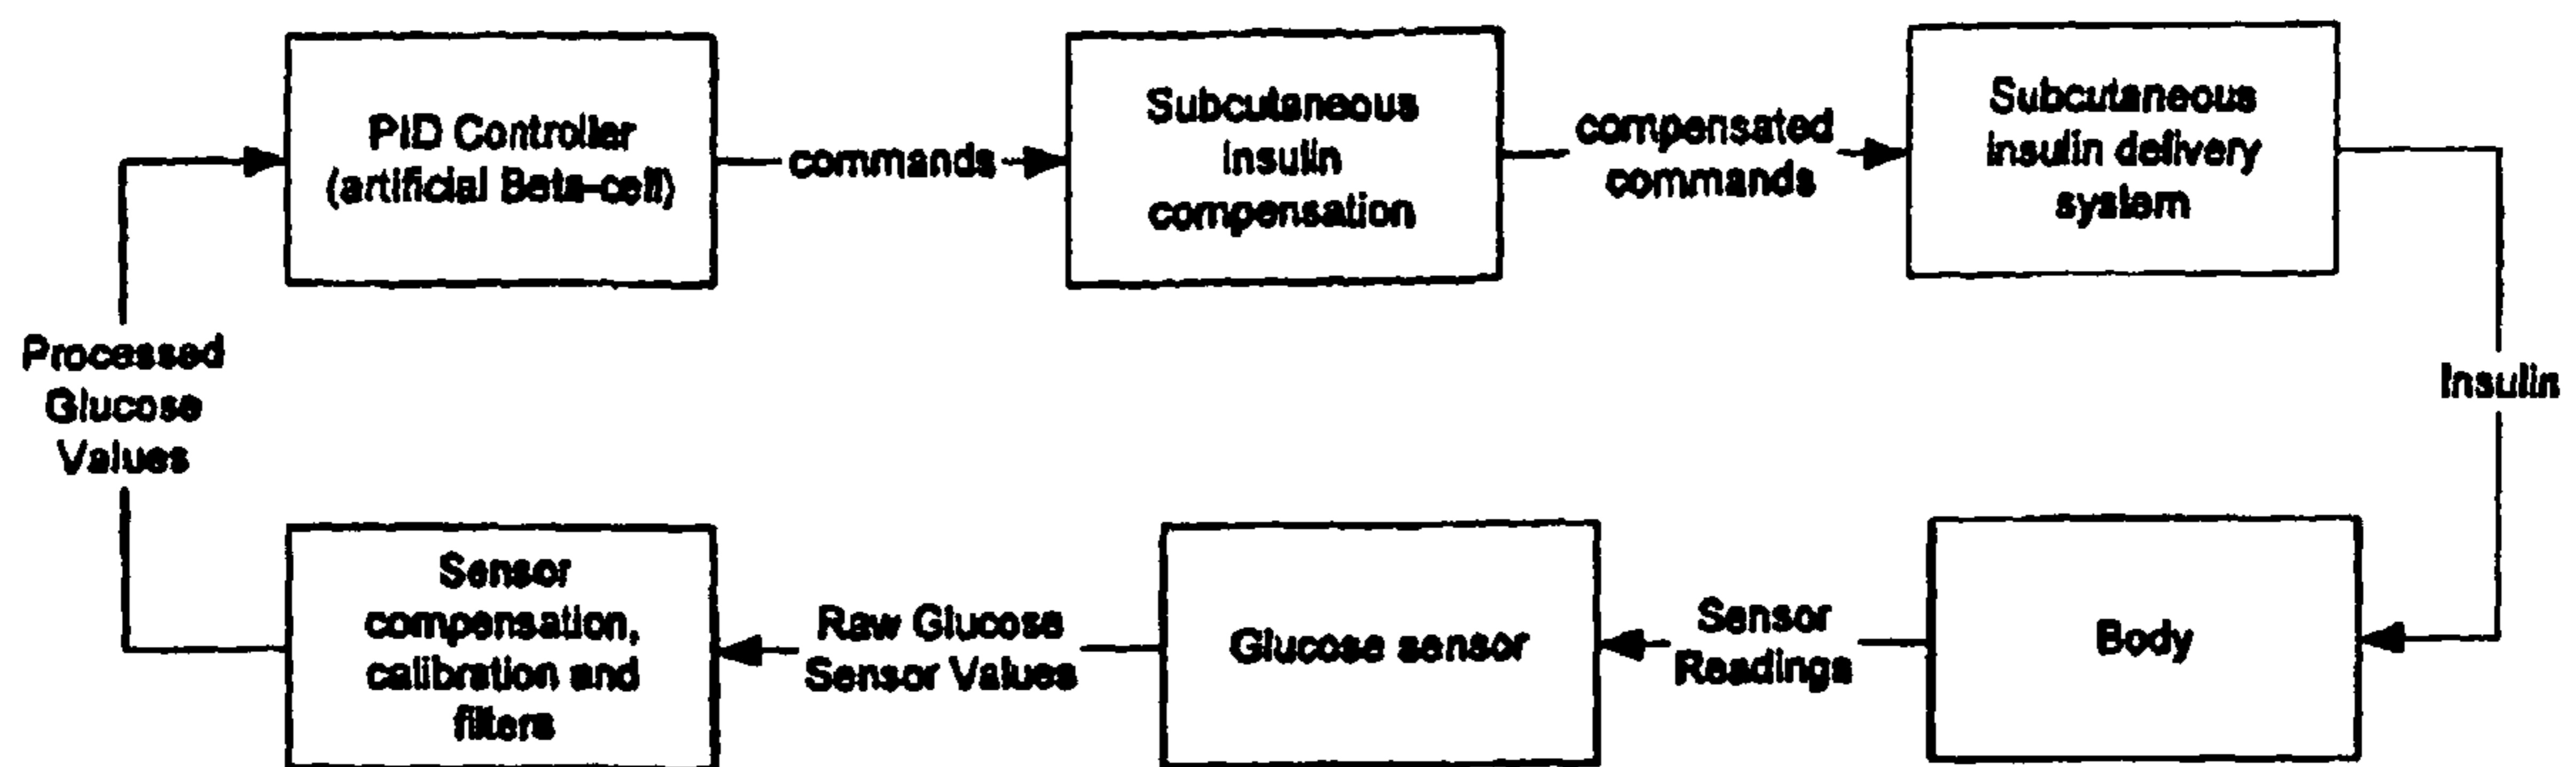 PID Controller
(artificial Beta-cell)
commands
Subcutaneous
insulin
compensation
compensated
commands
Subcutaneous
insulin delivery
system
Processed
Glucose
Values
Insulin
Sensor
compensation,
calibration and
filters
Raw Glucose
Sensor Values
Glucose sensor
Sensor
Readings
Body